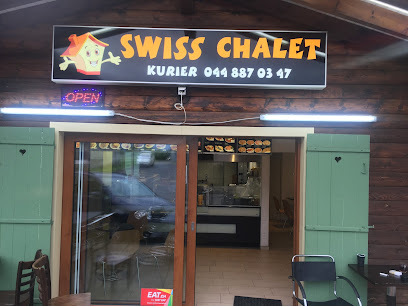 SWISS CHALET
KURIER 044 887 03 47
OPEN
EAT.ch